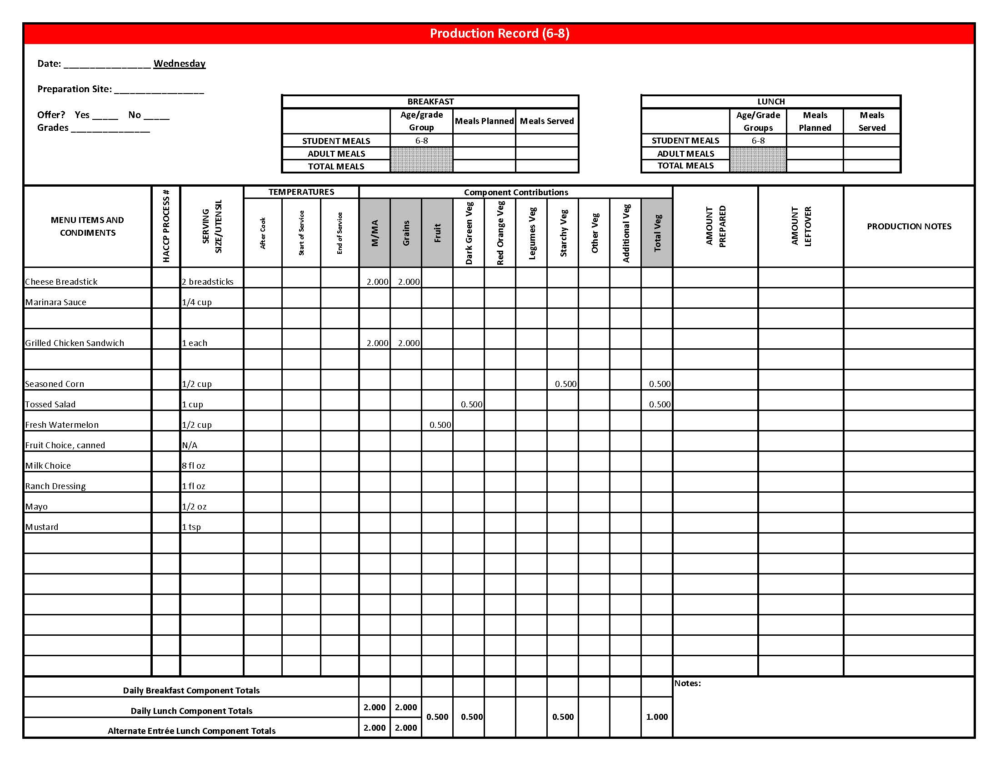 Production Record (6-8)
Date: _________________ Wednesday
Preparation Site: _________________
Offer? Yes _____ No _____
Grades _______________
BREAKFAST
Age/grade Group Meals Planned Meals Served
STUDENT MEALS 6-8
ADULT MEALS
TOTAL MEALS
LUNCH
Age/Grade Groups Meals Planned Meals Served
STUDENT MEALS 6-8
ADULT MEALS
TOTAL MEALS
MENU ITEMS AND CONDIMENTS
HACCP PROCESS #
SERVING SIZE/UTENSIL
TEMPERATURES
After Cook
Start of Service
End of Service
Component Contributions
M/MA
Grains
Fruit
Dark Green Veg
Red Orange Veg
Legumes Veg
Starchy Veg
Other Veg
Additional Veg
Total Veg
AMOUNT PREPARED
AMOUNT LEFTOVER
PRODUCTION NOTES
Cheese Breadstick 2 breadsticks 2.000 2.000
Marinara Sauce 1/4 cup
Grilled Chicken Sandwich 1 each 2.000 2.000
Seasoned Corn 1/2 cup 0.500 0.500
Tossed Salad 1 cup 0.500 0.500
Fresh Watermelon 1/2 cup 0.500
Fruit Choice, canned N/A
Milk Choice 8 fl oz
Ranch Dressing 1 fl oz
Mayo 1/2 oz
Mustard 1 tsp
Daily Breakfast Component Totals
Notes:
Daily Lunch Component Totals 2.000 2.000
0.500 0.500 0.500 1.000
Alternate Entrée Lunch Component Totals 2.000 2.000